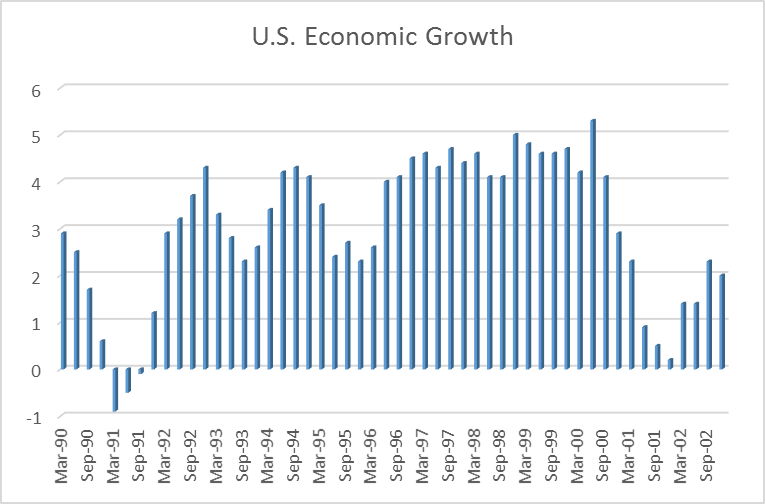 U.S. Economic Growth
6
5
4
3
2
1
0
-1
Mar-90
Sep-90
Mar-91
Sep-91
Mar-92
Sep-92
Mar-93
Sep-93
Mar-94
Sep-94
Mar-95
Sep-95
Mar-96
Sep-96
Mar-97
Sep-97
Mar-98
Sep-98
Mar-99
Sep-99
Mar-00
Sep-00
Mar-01
Sep-01
Mar-02
Sep-02